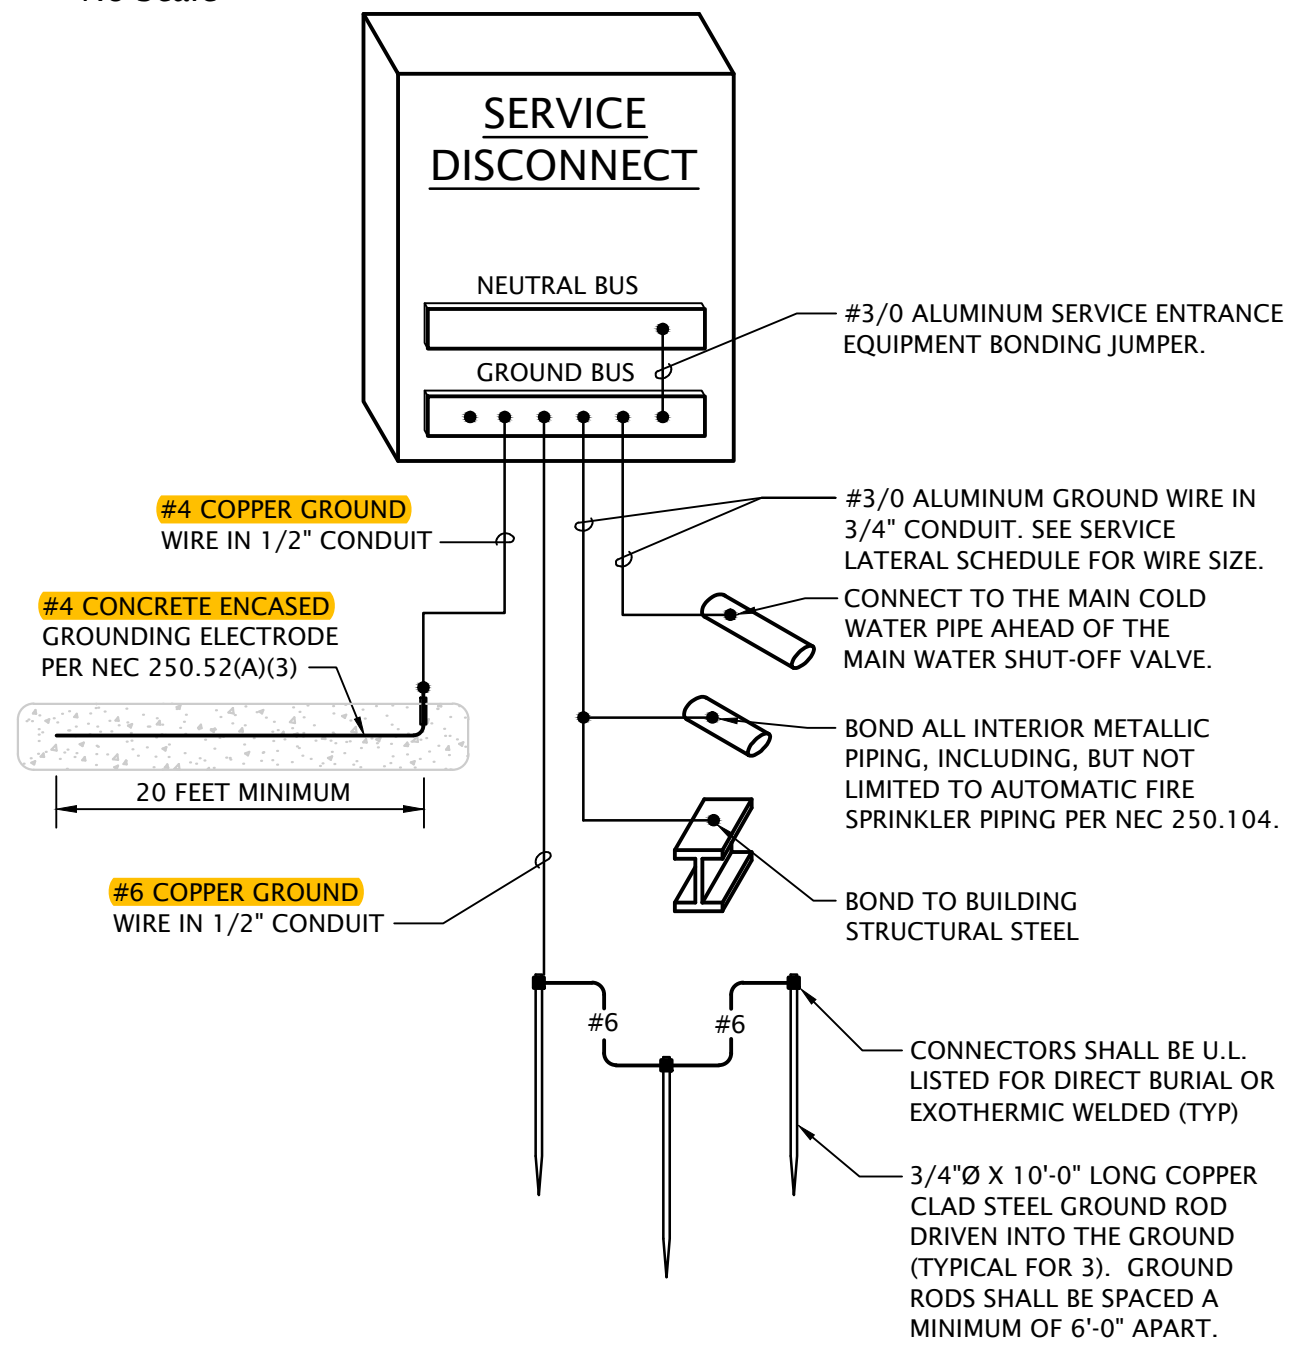 No Scale
SERVICE
DISCONNECT
NEUTRAL BUS
GROUND BUS
#3/0 ALUMINUM SERVICE ENTRANCE
EQUIPMENT BONDING JUMPER.
#4 COPPER GROUND
WIRE IN 1/2" CONDUIT
#3/0 ALUMINUM GROUND WIRE IN
3/4" CONDUIT. SEE SERVICE
LATERAL SCHEDULE FOR WIRE SIZE.
#4 CONCRETE ENCASED
GROUNDING ELECTRODE
PER NEC 250.52(A)(3)
CONNECT TO THE MAIN COLD
WATER PIPE AHEAD OF THE
MAIN WATER SHUT-OFF VALVE.
20 FEET MINIMUM
BOND ALL INTERIOR METALLIC
PIPING, INCLUDING, BUT NOT
LIMITED TO AUTOMATIC FIRE
SPRINKLER PIPING PER NEC 250.104.
#6 COPPER GROUND
WIRE IN 1/2" CONDUIT
BOND TO BUILDING
STRUCTURAL STEEL
#6
#6
CONNECTORS SHALL BE U.L.
LISTED FOR DIRECT BURIAL OR
EXOTHERMIC WELDED (TYP)
3/4"Ø X 10'-0" LONG COPPER
CLAD STEEL GROUND ROD
DRIVEN INTO THE GROUND
(TYPICAL FOR 3). GROUND
RODS SHALL BE SPACED A
MINIMUM OF 6'-0" APART.